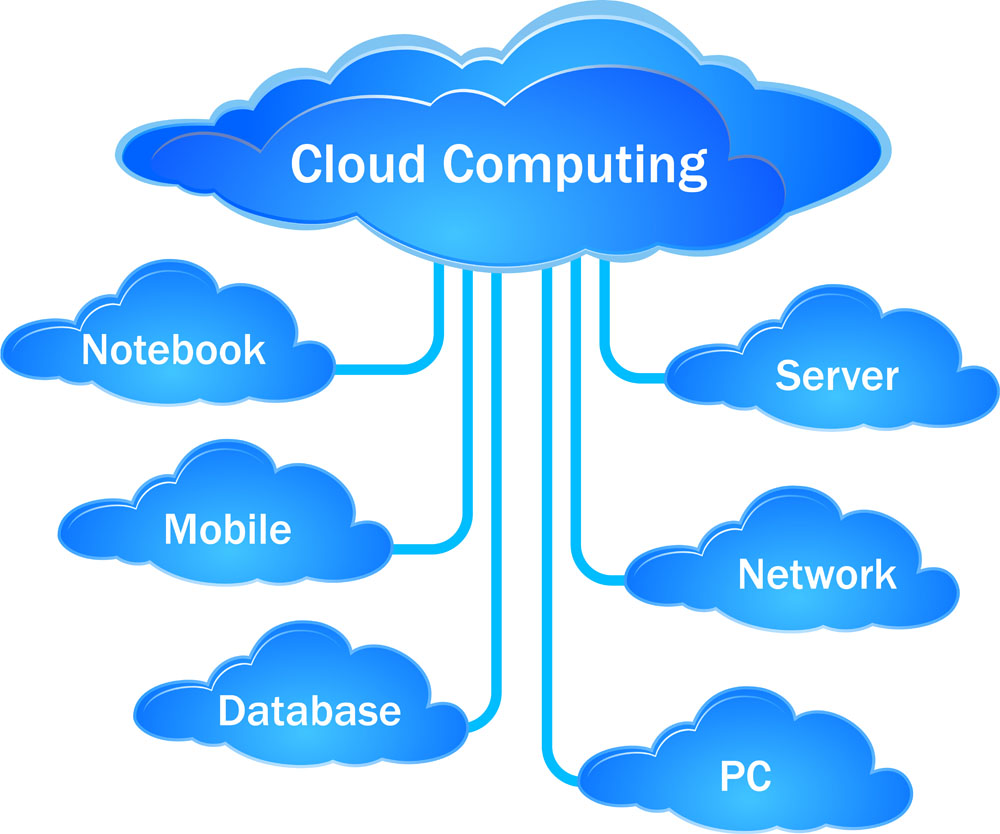 Cloud Computing
Notebook
Server
Mobile
Network
Database
PC